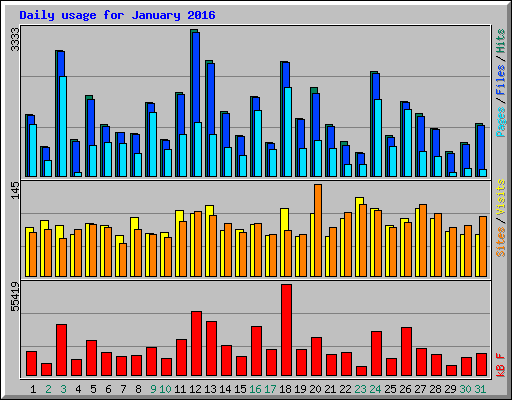 Daily usage for January 2016
3333
Pages/Files/Hits
145
Sites/Visits
55419
kB F
1 2 3 4 5 6 7 8 9 10 11 12 13 14 15 16 17 18 19 20 21 22 23 24 25 26 27 28 29 30 31